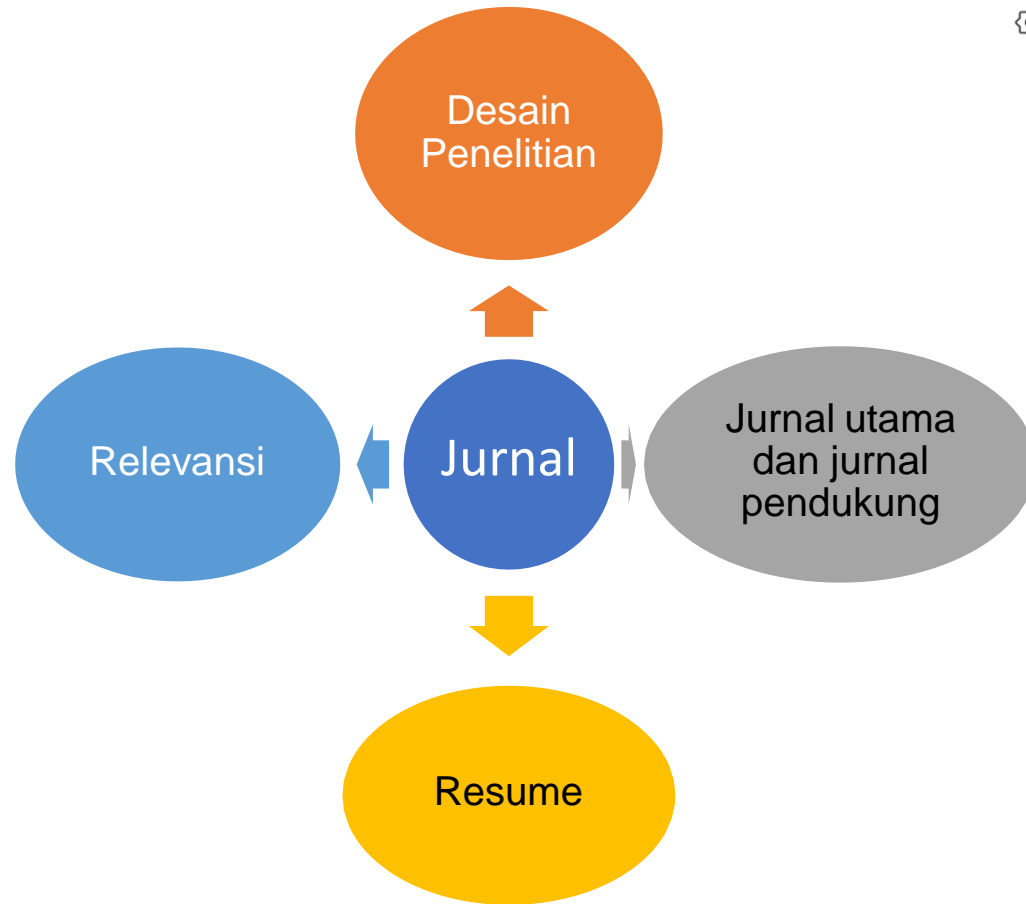 Desain
Penelitian
Relevansi
Jurnal
Jurnal utama
dan jurnal
pendukung
Resume